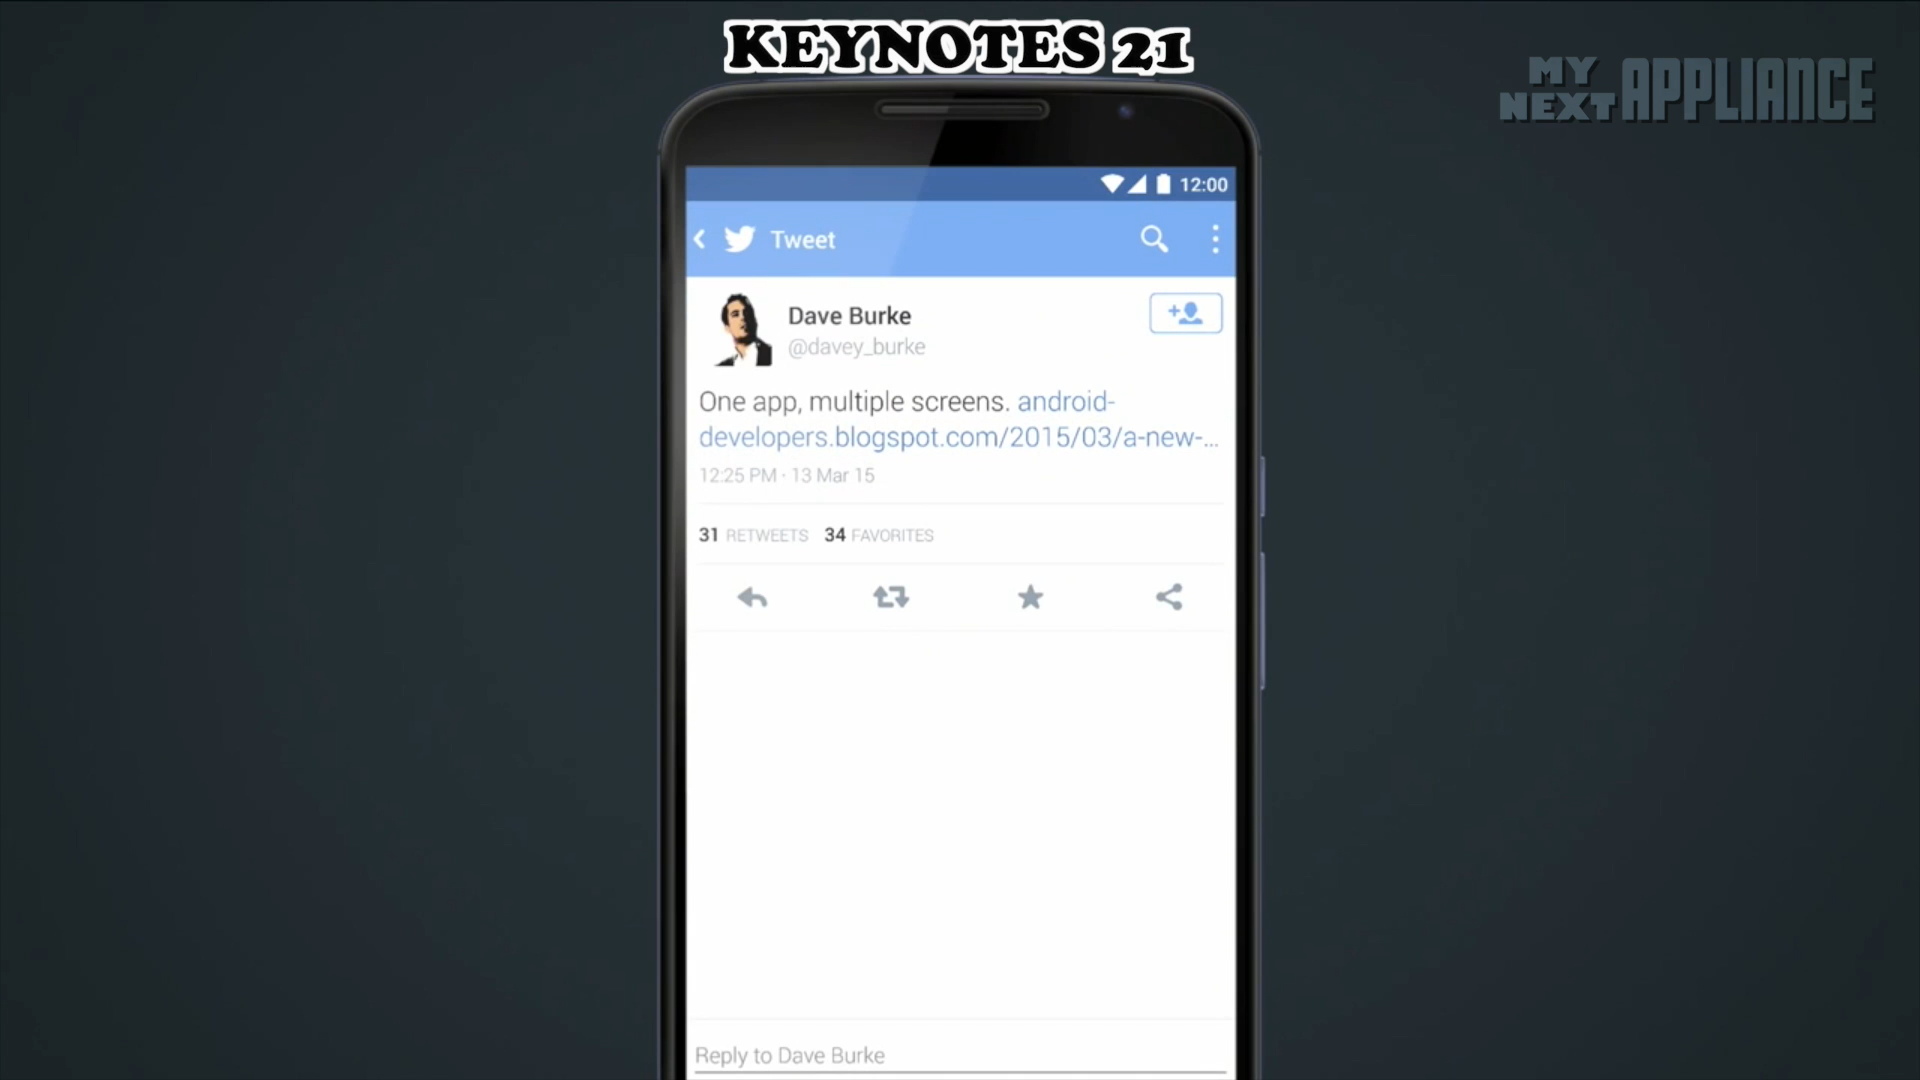 KEYNOTES 21
MY NEXT APPLIANCE
12:00
Tweet
Dave Burke
@davey_burke
One app, multiple screens. android-
developers.blogspot.com/2015/03/a-new-...
12:25 PM · 13 Mar 15
31 RETWEETS 34 FAVORITES
Reply to Dave Burke